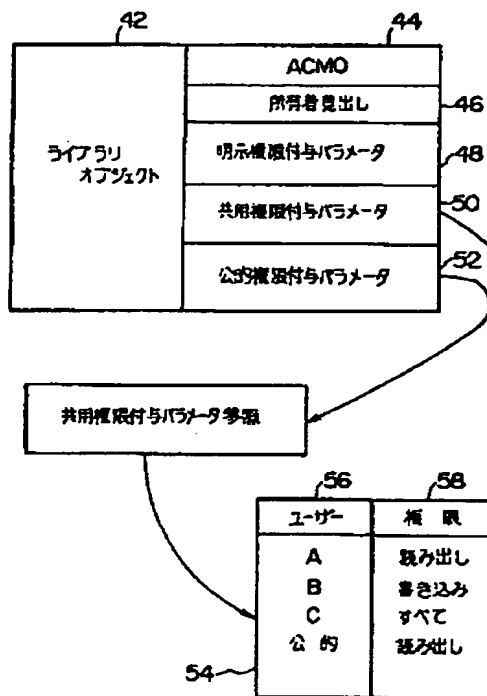 42
44
ライブラリ
オブジェクト
ACMO
所有者見出し
46
明示権限付与パラメータ
48
共用権限付与パラメータ
50
公的権限付与パラメータ
52
共用権限付与パラメータ参照
56
58
ユーザー 権限
A 読み出し
B 書き込み
C すべて
公的 読み出し
54